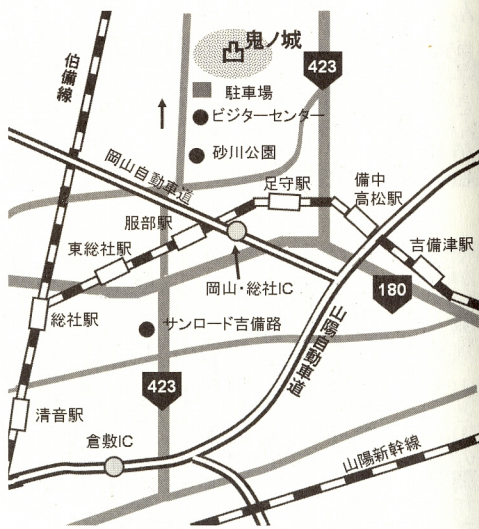 鬼ノ城
423
伯備線
駐車場
ビジターセンター
砂川公園
岡山自動車道
足守駅
備中
高松駅
服部駅
東総社駅
吉備津駅
岡山・総社IC
180
総社駅
サンロード吉備路
山陽自動車道
423
清音駅
倉敷IC
山陽新幹線